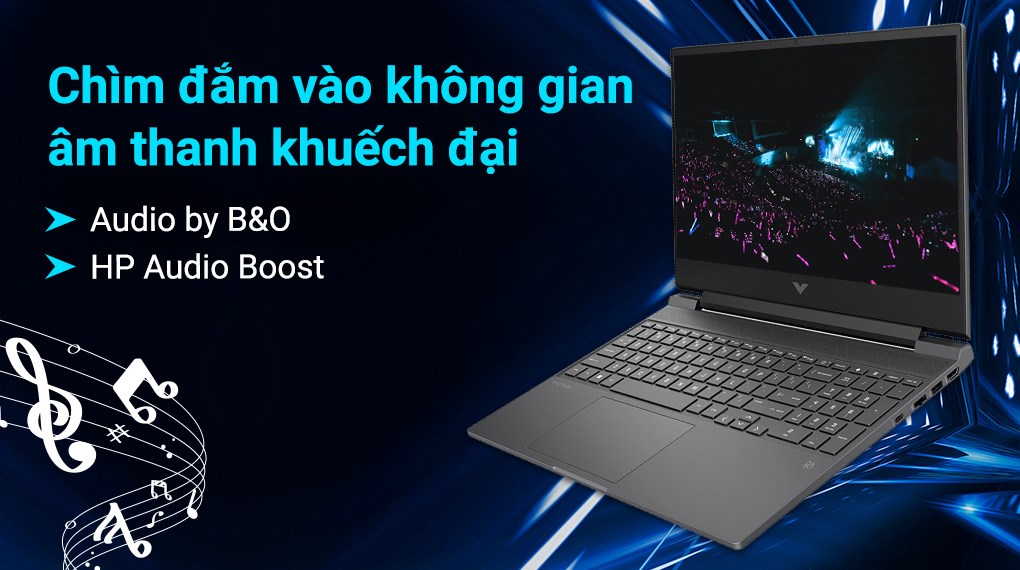 Chìm đắm vào không gian
âm thanh khuếch đại
Audio by B&O
HP Audio Boost